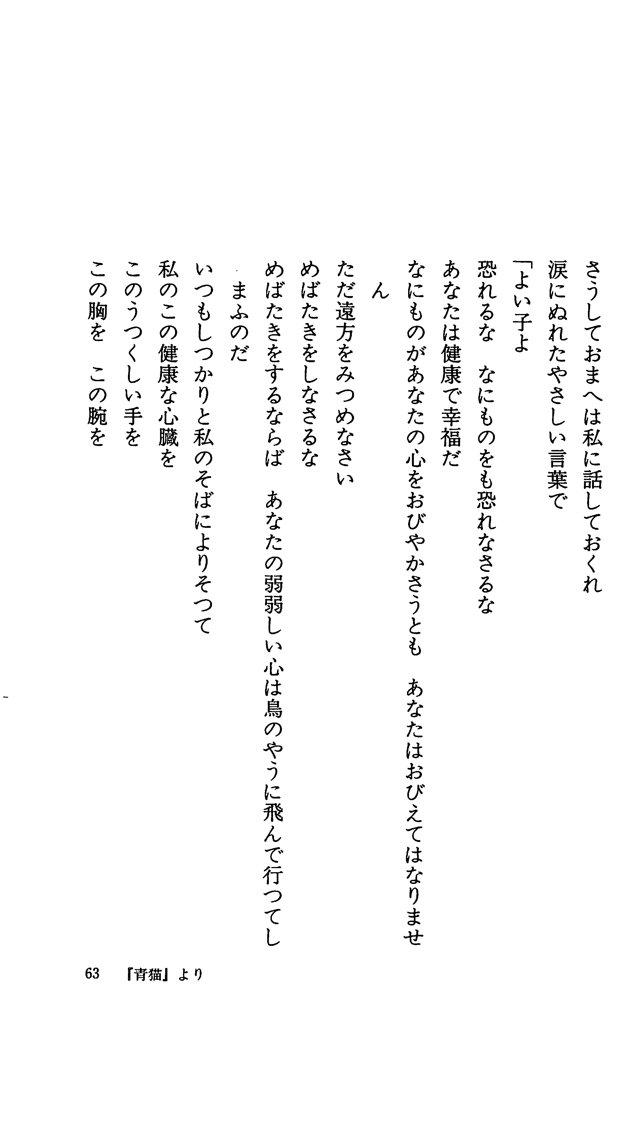 さうしておまへは私に話しておくれ
涙にぬれたやさしい言葉で
「よい子よ
恐れるな　なにものをも恐れなさるな
あなたは健康で幸福だ
なにものがあなたの心をおびやかさうとも　あなたはおびえてはなりませ
ん
ただ遠方をみつめなさい
めばたきをしなさるな
めばたきをするならば　あなたの弱弱しい心は鳥のやうに飛んで行つてし
まふのだ
いつもしつかりと私のそばによりそつて
私のこの健康な心臓を
このうつくしい手を
この胸を　この腕を
63　『青猫』より